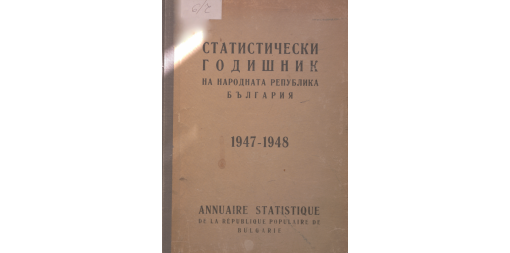 СТАТИСТИЧЕСКИ
ГОДИШНИК
НА НАРОДНАТА РЕПУБЛИКА
БЪЛГАРИЯ
1947-1948
ANNUAIRE STATISTIQUE
DE LA RÉPUBLIQUE POPULAIRE DE
BULGARIE